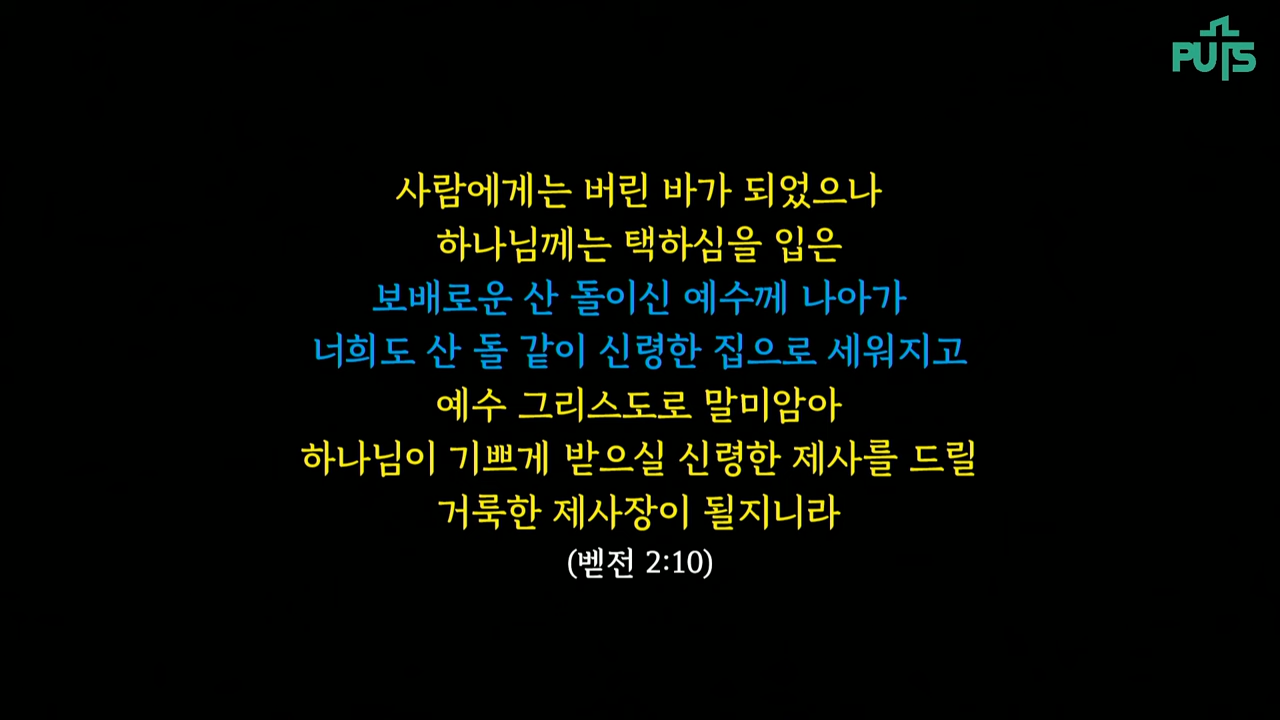 PUTS
사람에게는 버린 바가 되었으나
하나님께는 택하심을 입은
보배로운 산 돌이신 예수께 나아가
너희도 산 돌 같이 신령한 집으로 세워지고
예수 그리스도로 말미암아
하나님이 기쁘게 받으실 신령한 제사를 드릴
거룩한 제사장이 될지니라
(벧전 2:10)